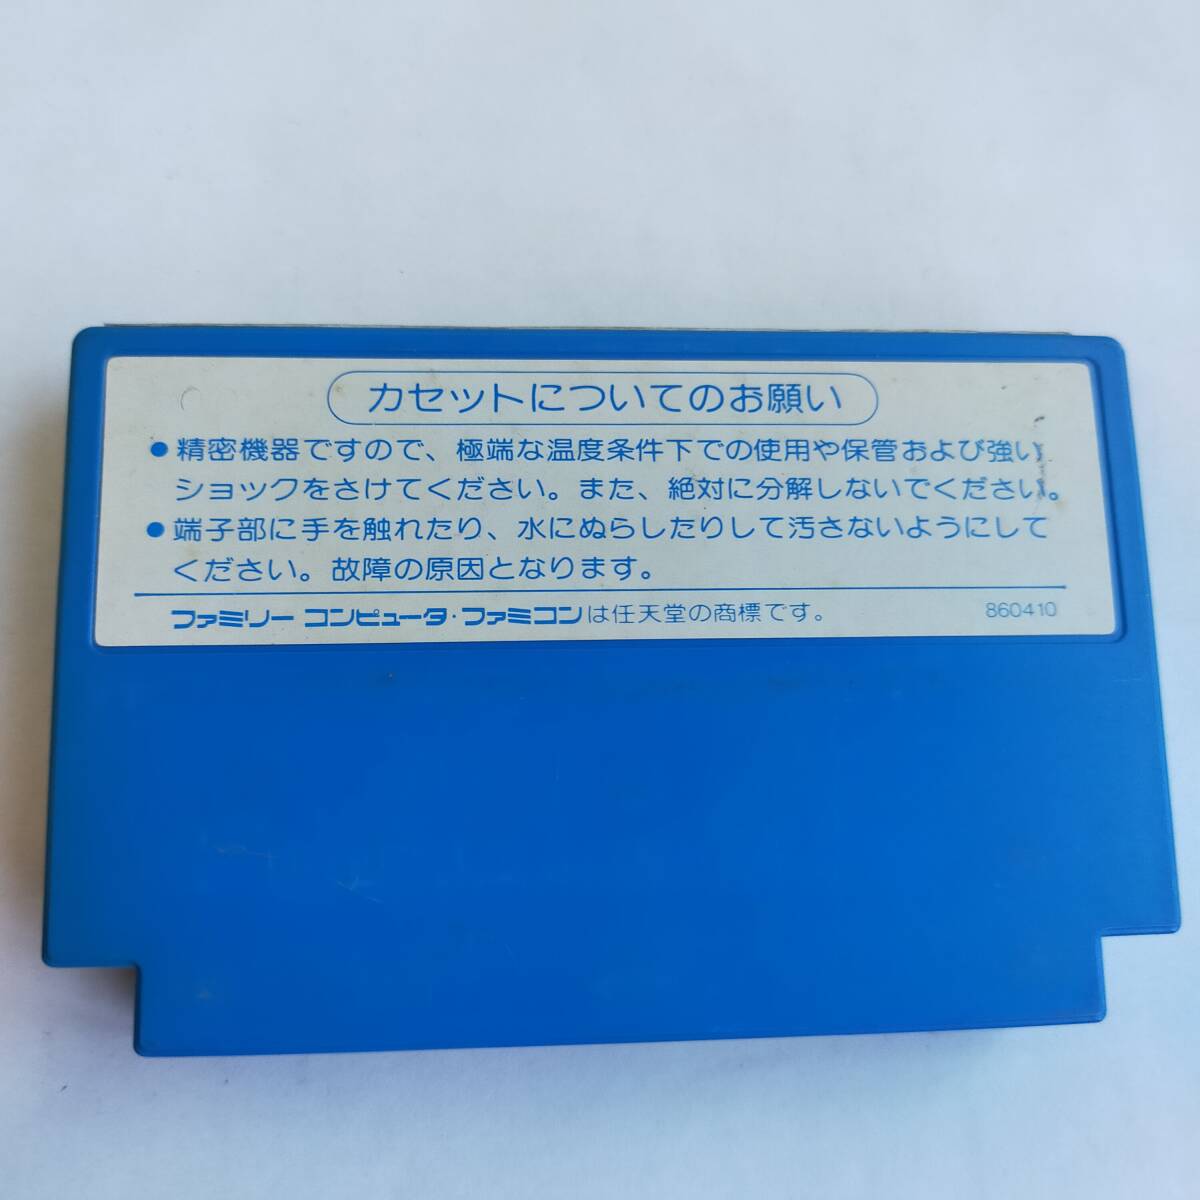 カセットについてのお願い
●精密機器ですので、極端な温度条件下での使用や保管および強い
ショックをさけてください。また、絶対に分解しないでください。
●端子部に手を触れたり、水にぬらしたりして汚さないようにして
ください。故障の原因となります。
ファミリー コンピュータ・ファミコンは任天堂の商標です。 860410